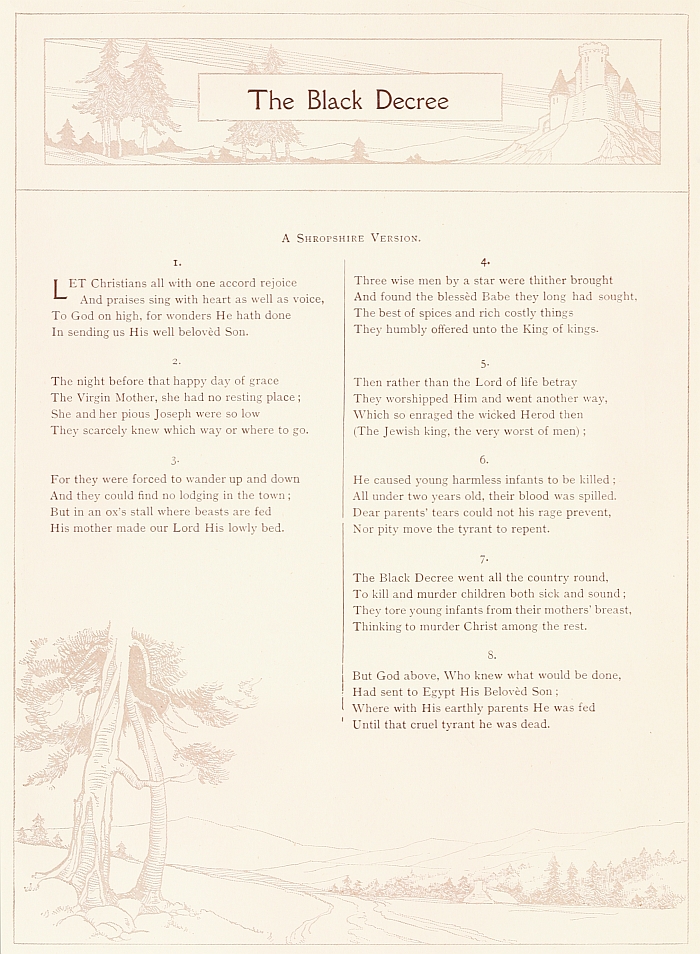 The Black Decree
A Shropshire Version.
1.
LET Christians all with one accord rejoice
And praises sing with heart as well as voice,
To God on high, for wonders He hath done
In sending us His well belovèd Son.
2.
The night before that happy day of grace
The Virgin Mother, she had no resting place;
She and her pious Joseph were so low
They scarcely knew which way or where to go.
3.
For they were forced to wander up and down
And they could find no lodging in the town;
But in an ox's stall where beasts are fed
His mother made our Lord His lowly bed.
4.
Three wise men by a star were thither brought
And found the blessèd Babe they long had sought.
The best of spices and rich costly things
They humbly offered unto the King of kings.
5.
Then rather than the Lord of life betray
They worshipped Him and went another way,
Which so enraged the wicked Herod then
(The Jewish king, the very worst of men);
6.
He caused young harmless infants to be killed;
All under two years old, their blood was spilled.
Dear parents' tears could not his rage prevent,
Nor pity move the tyrant to repent.
7.
The Black Decree went all the country round,
To kill and murder children both sick and sound;
They tore young infants from their mothers' breast,
Thinking to murder Christ among the rest.
8.
But God above, Who knew what would be done,
Had sent to Egypt His Belovèd Son;
Where with His earthly parents He was fed
Until that cruel tyrant he was dead.